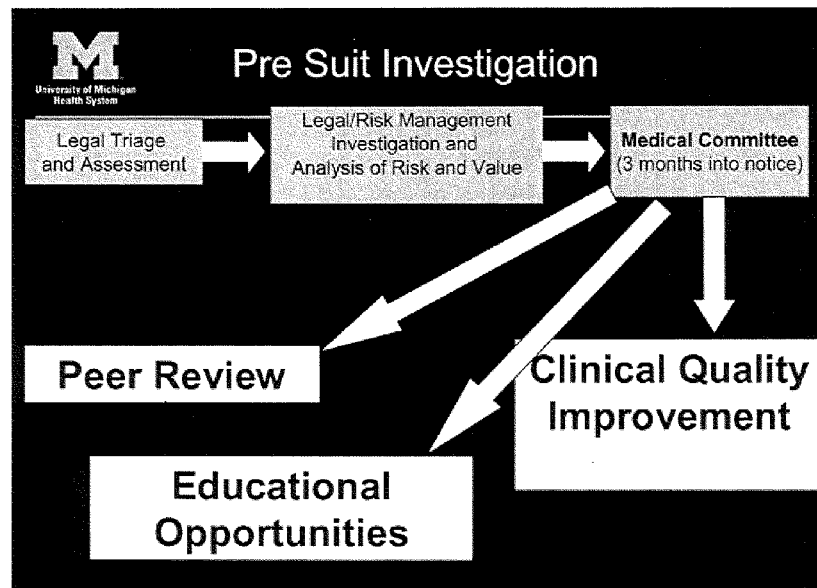 M
University of Michigan
Health System
Pre Suit Investigation
Legal Triage
and Assessment
Legal/Risk Management
Investigation and
Analysis of Risk and Value
Medical Committee
(3 months into notice)
Peer Review
Clinical Quality
Improvement
Educational
Opportunities